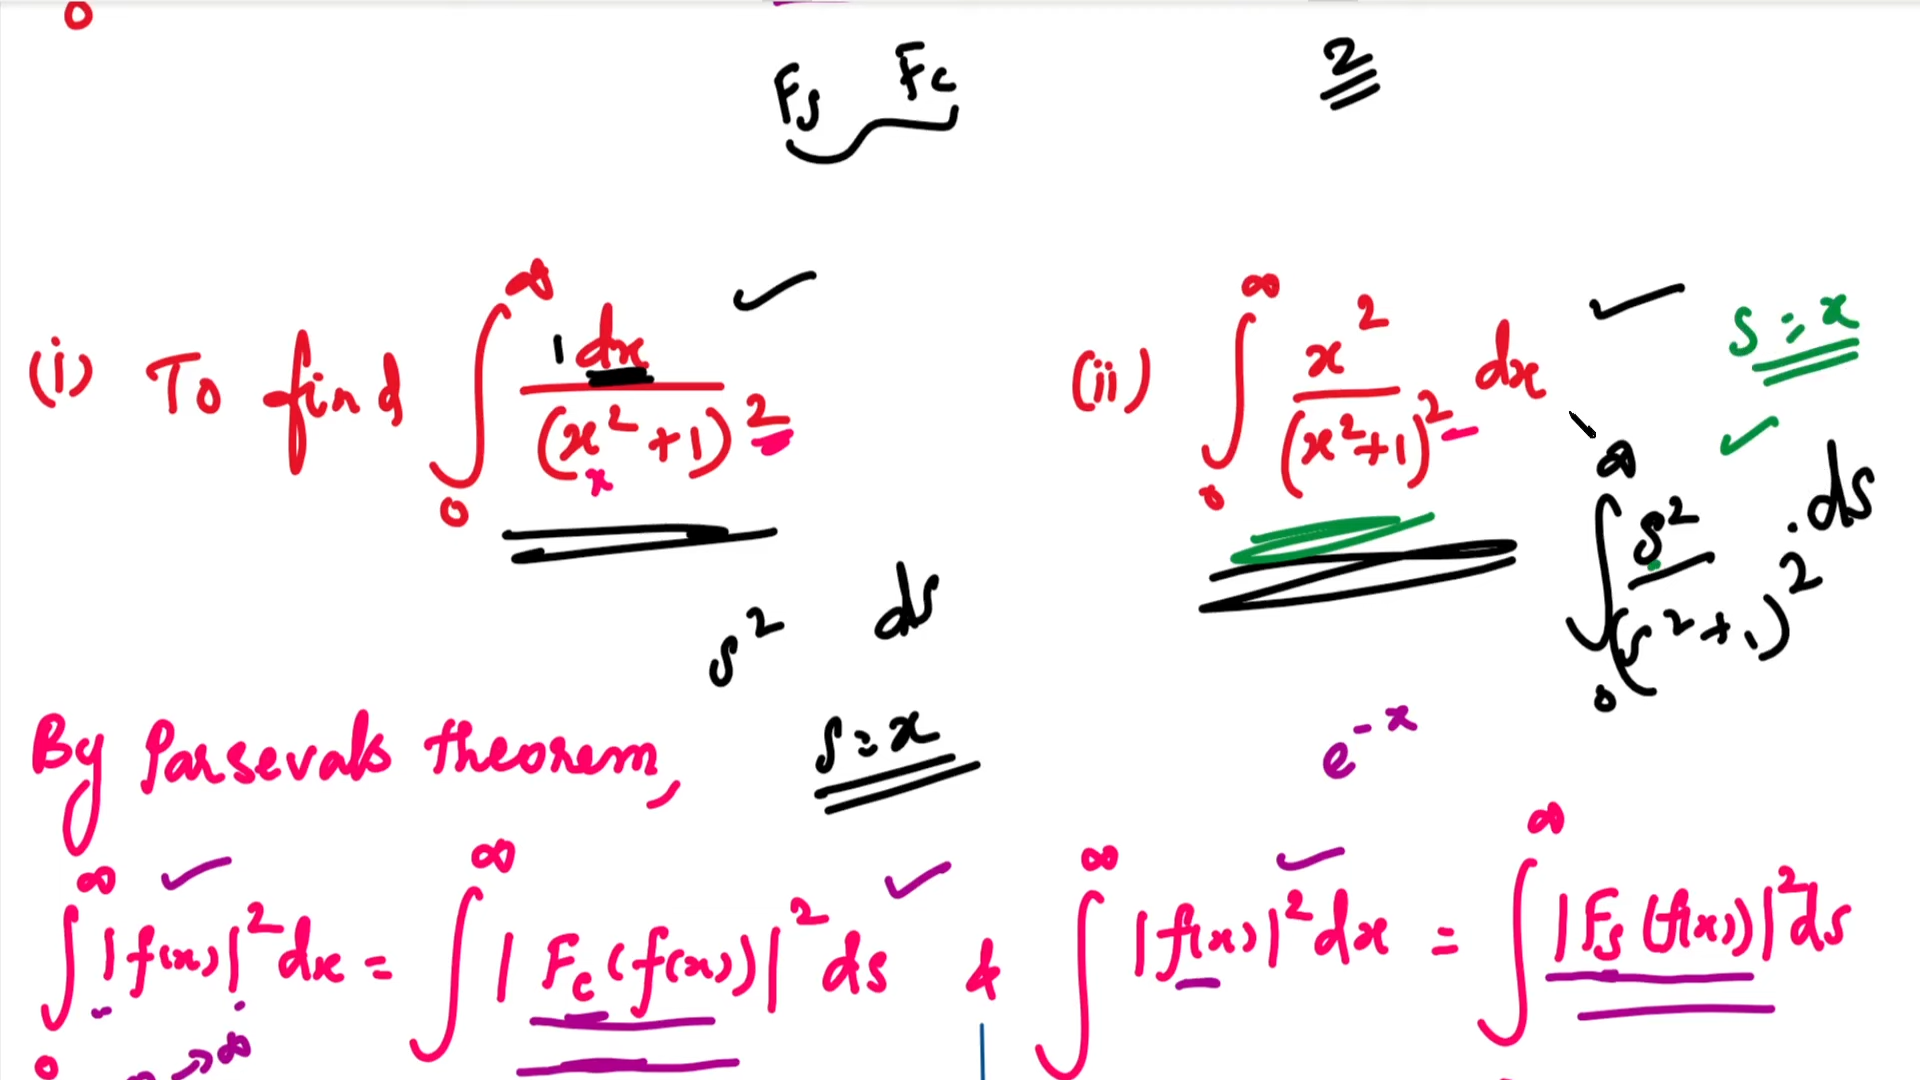 0
Fs Fc 2
(i) To find ∫₀^∞ 1 dx / (x² + 1)² (ii) ∫₀^∞ x² / (x² + 1)² dx s = x
x
∫₀^∞ s² / (s² + 1)² . ds
s² ds
By Parsevals theorem, s = x e^-x
∫₀^∞ |f(x)|² dx = ∫^∞ |Fc (f(x))|² ds & ∫^∞ |f(x)|² dx = ∫^∞ |Fs (f(x))|² ds
→ ∞